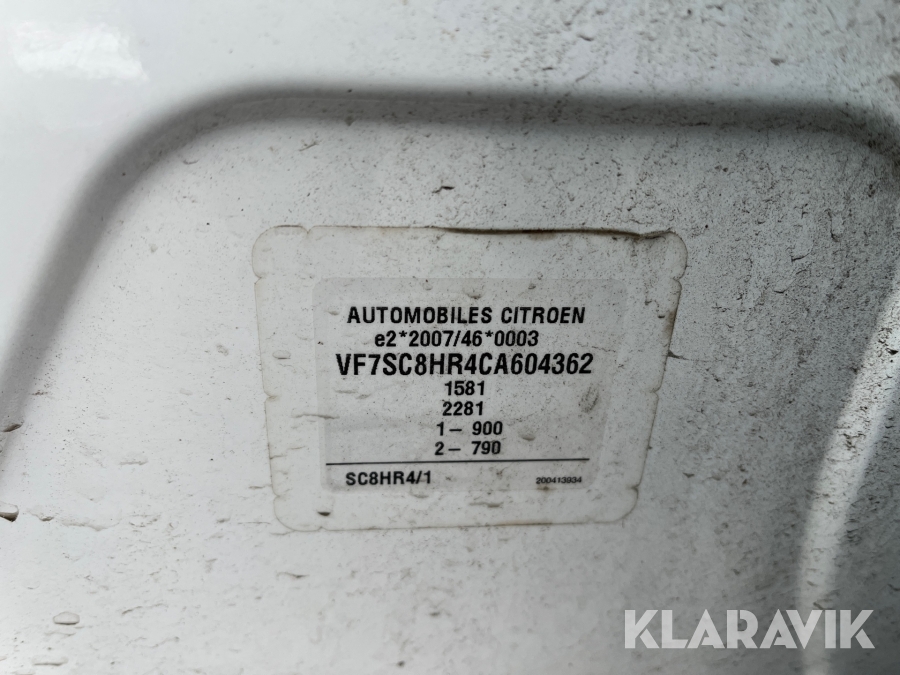 AUTOMOBILES CITROEN
e2*2007/46*0003
VF7SC8HR4CA604362
1581
2281
1- 900
2- 790
SC8HR4/1
200413934
KLARAVIK